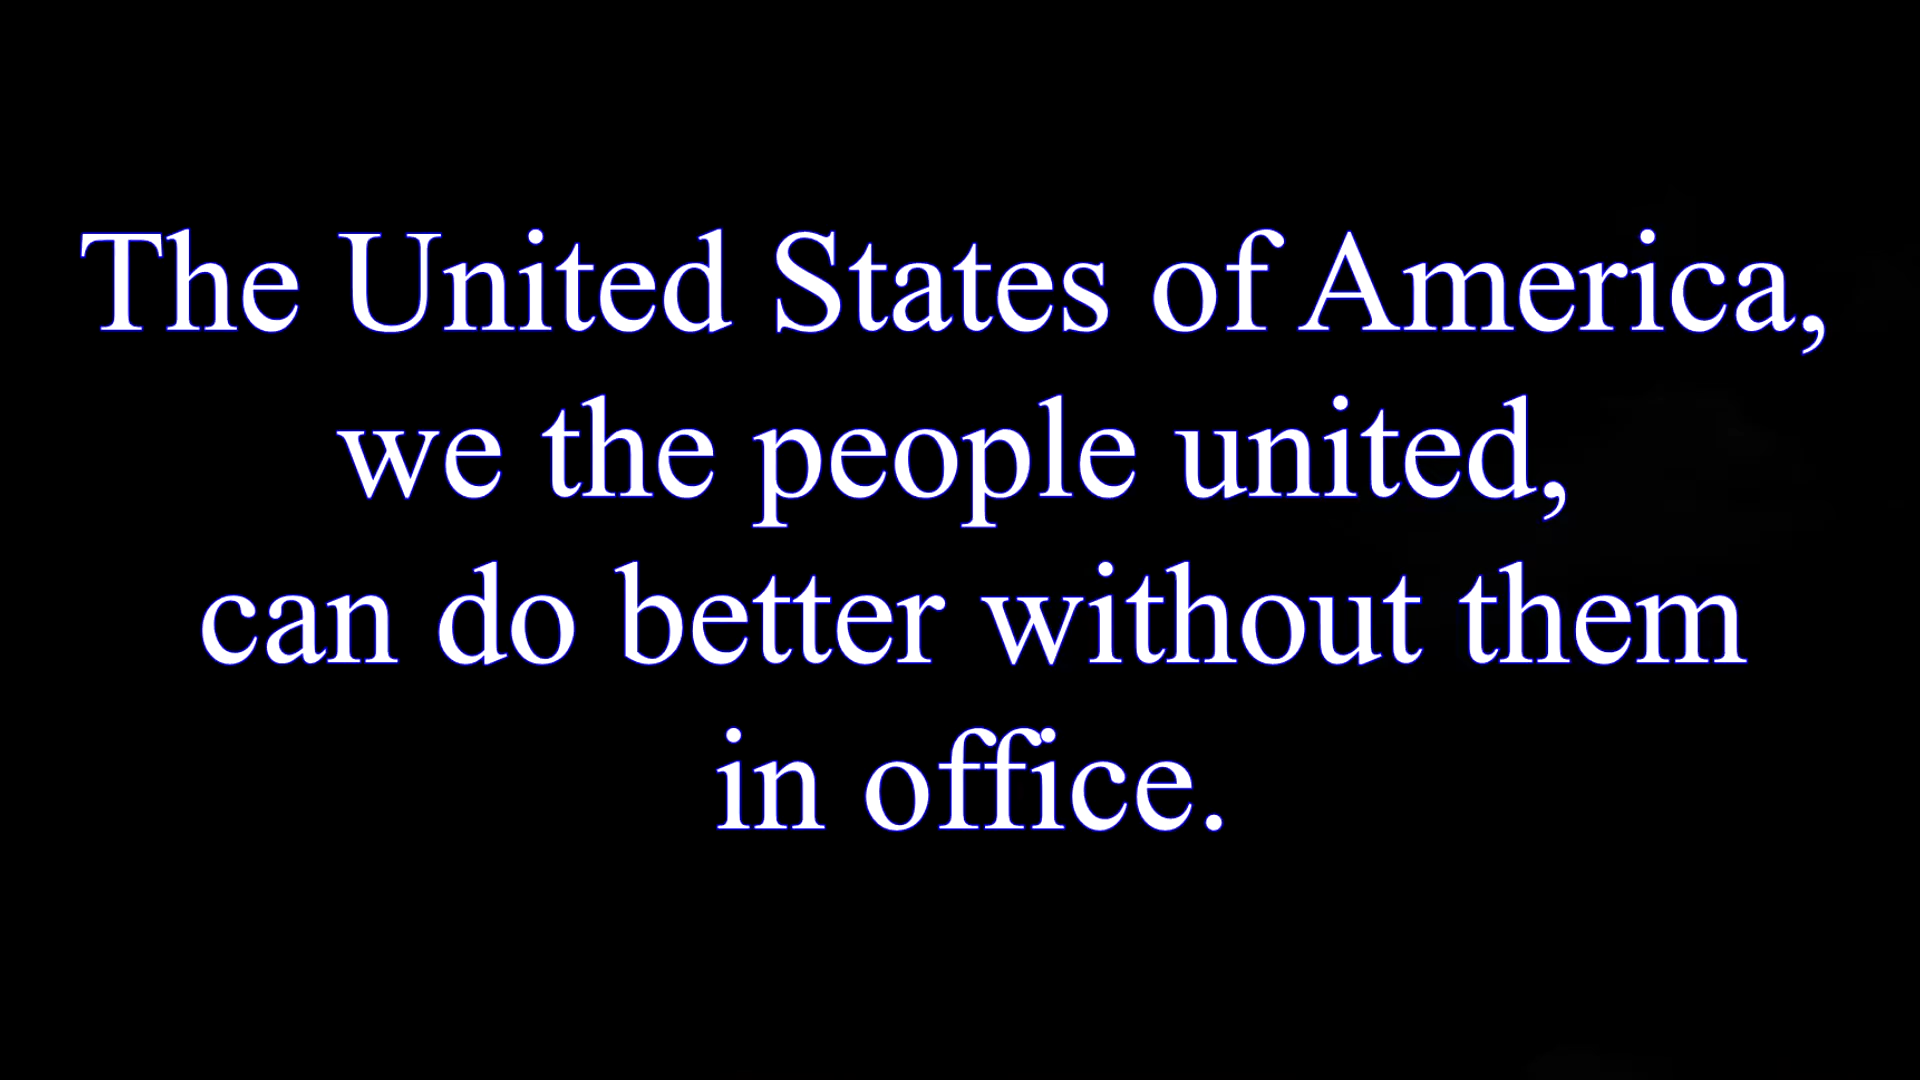 The United States of America,
we the people united,
can do better without them
in office.